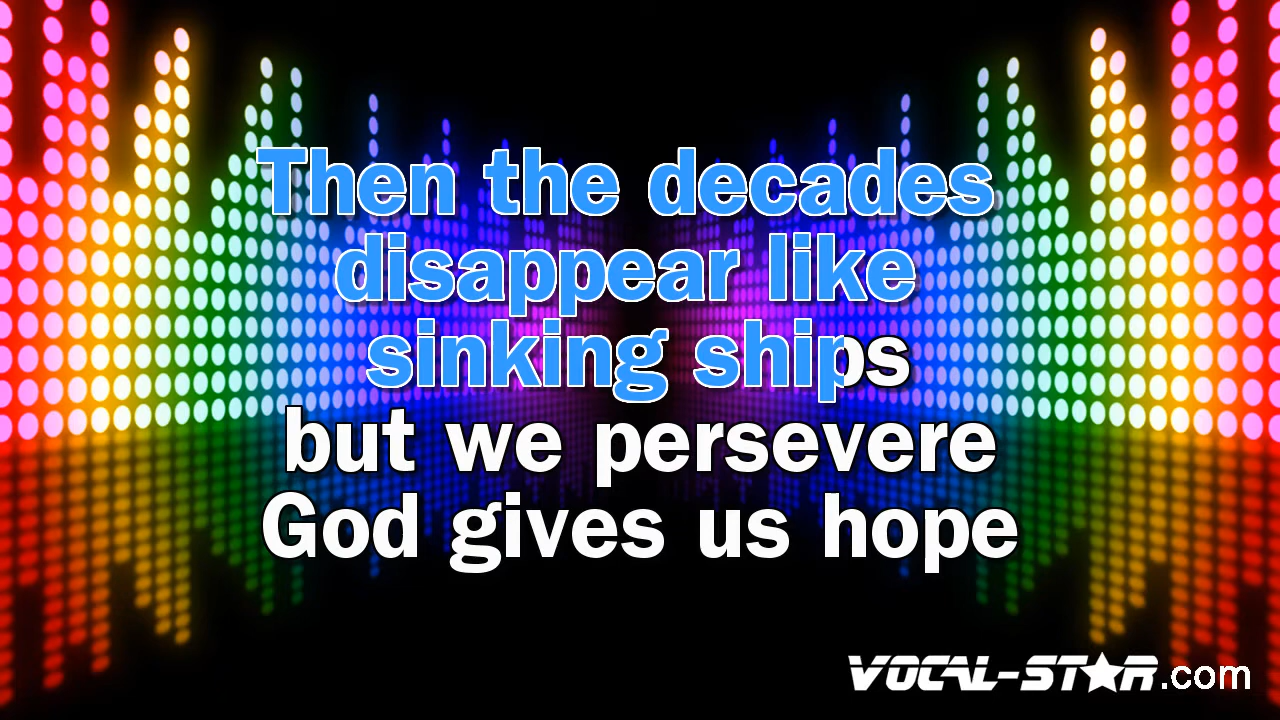 Then the decades
disappear like
sinking ships
but we persevere
God gives us hope
VOCAL-STAR.com